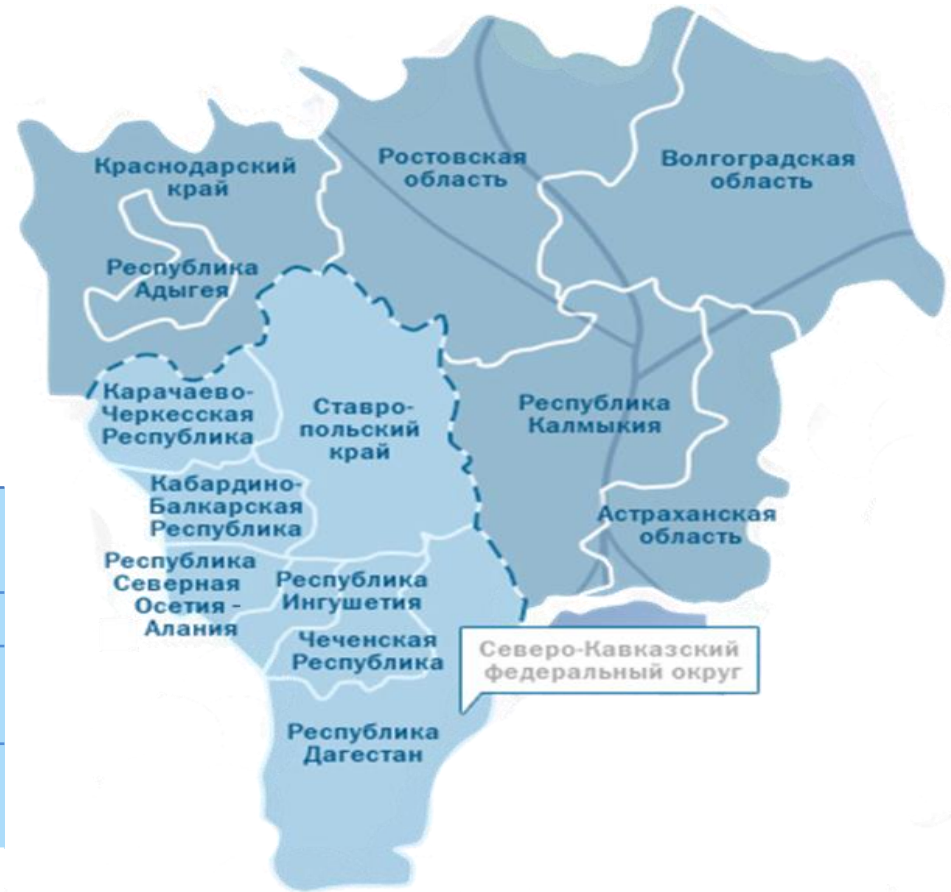 Краснодарский
край
Ростовская
область
Волгоградская
область
Республика
Адыгея
Карачаево-
Черкесская
Республика
Ставро-
польский
край
Республика
Калмыкия
Кабардино-
Балкарская
Республика
Астраханская
область
Республика
Северная
Осетия -
Алания
Республика
Ингушетия
Чеченская
Республика
Северо-Кавказский
федеральный округ
Республика
Дагестан